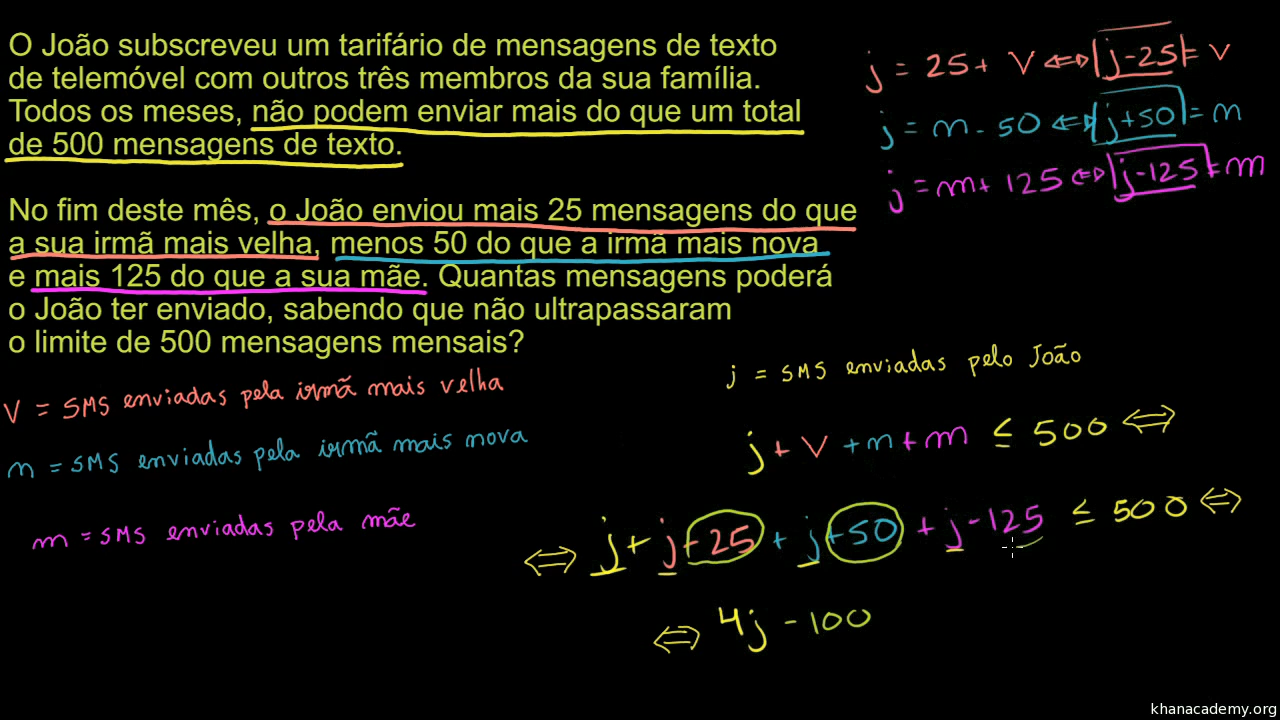 O João subscreveu um tarifário de mensagens de texto
de telemóvel com outros três membros da sua família.
Todos os meses, não podem enviar mais do que um total
de 500 mensagens de texto.
No fim deste mês, o João enviou mais 25 mensagens do que
a sua irmã mais velha, menos 50 do que a irmã mais nova
e mais 125 do que a sua mãe. Quantas mensagens poderá
o João ter enviado, sabendo que não ultrapassaram
o limite de 500 mensagens mensais?
j = 25 + v ⇔ j-25 = v
j = n - 50 ⇔ j+50 = n
j = m + 125 ⇔ j-125 = m
v = SMS enviadas pela irmã mais velha
n = SMS enviadas pela irmã mais nova
m = SMS enviadas pela mãe
j = SMS enviadas pelo João
j + v + n + m ≤ 500 ⇔
⇔ j + j - 25 + j + 50 + j - 125 ≤ 500 ⇔
⇔ 4j - 100
khanacademy.org